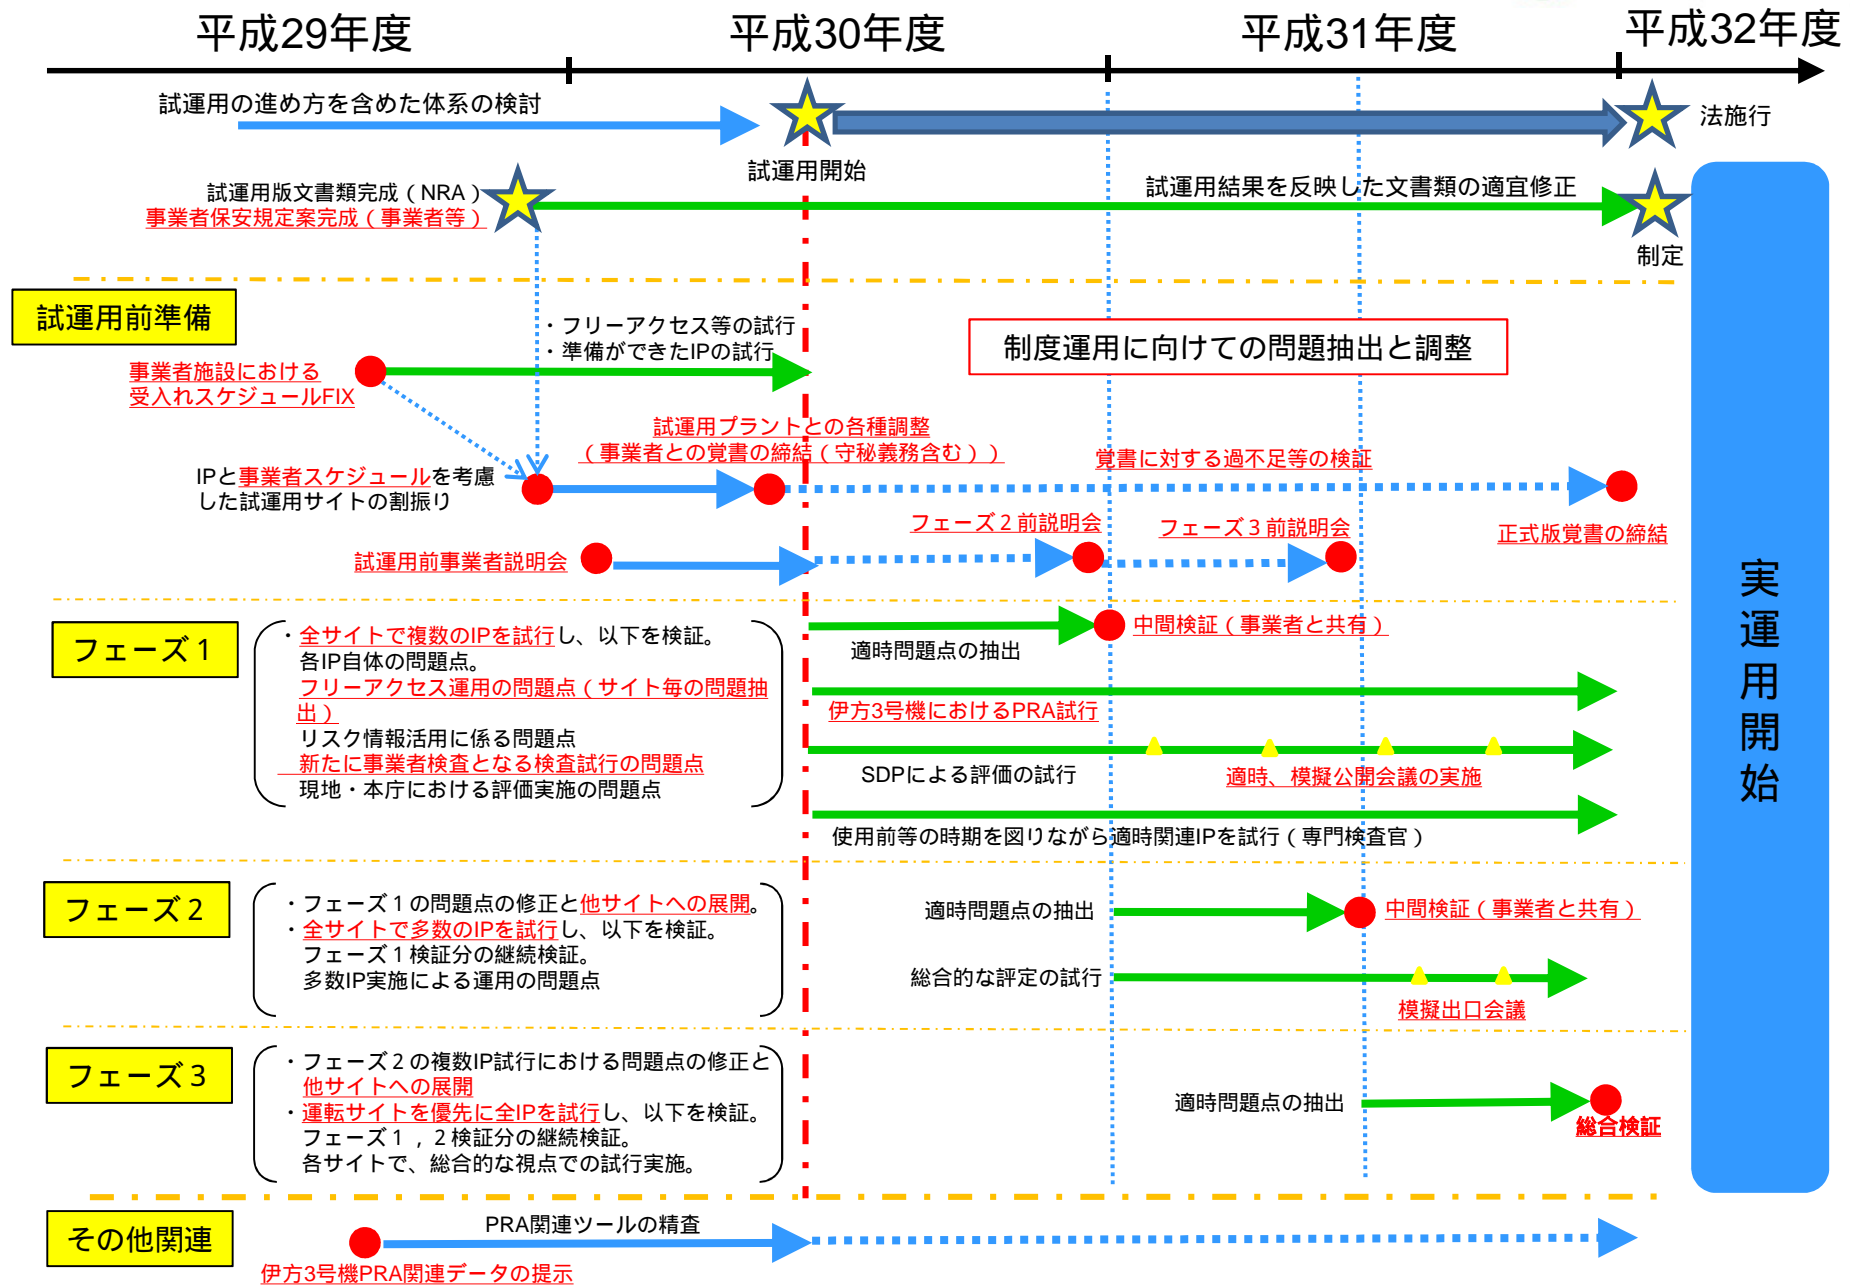 平成29年度
平成30年度
平成31年度
平成32年度
試運用の進め方を含めた体系の検討
試運用開始
法施行
試運用版文書類完成（NRA）
事業者保安規定案完成（事業者等）
試運用結果を反映した文書類の適宜修正
制定
試運用前準備
・フリーアクセス等の試行
・準備ができたIPの試行
制度運用に向けての問題抽出と調整
事業者施設における
受入れスケジュールFIX
試運用プラントとの各種調整
（事業者との覚書の締結（守秘義務含む））
覚書に対する過不足等の検証
IPと事業者スケジュールを考慮
した試運用サイトの割振り
正式版覚書の締結
フェーズ２前説明会
フェーズ３前説明会
試運用前事業者説明会
実運用開始
フェーズ１
・全サイトで複数のIPを試行し、以下を検証。
各IP自体の問題点。
フリーアクセス運用の問題点（サイト毎の問題抽
出）
リスク情報活用に係る問題点
新たに事業者検査となる検査試行の問題点
現地・本庁における評価実施の問題点
適時問題点の抽出
中間検証（事業者と共有）
伊方3号機におけるPRA試行
SDPによる評価の試行
適時、模擬公開会議の実施
使用前等の時期を図りながら適時関連IPを試行（専門検査官）
フェーズ２
・フェーズ１の問題点の修正と他サイトへの展開。
・全サイトで多数のIPを試行し、以下を検証。
フェーズ１検証分の継続検証。
多数IP実施による運用の問題点
適時問題点の抽出
中間検証（事業者と共有）
総合的な評定の試行
模擬出口会議
フェーズ３
・フェーズ２の複数IP試行における問題点の修正と
他サイトへの展開
・運転サイトを優先に全IPを試行し、以下を検証。
フェーズ１，２検証分の継続検証。
各サイトで、総合的な視点での試行実施。
適時問題点の抽出
総合検証
その他関連
PRA関連ツールの精査
伊方3号機PRA関連データの提示